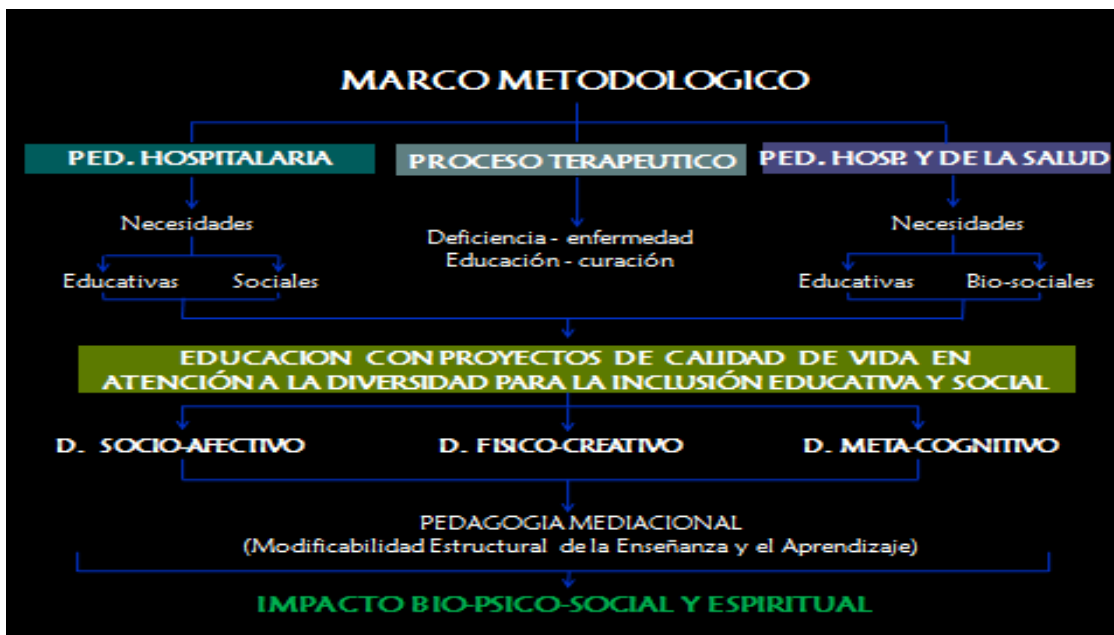 MARCO METODOLOGICO
PED. HOSPITALARIA
PROCESO TERAPEUTICO
PED. HOSP. Y DE LA SALUD
Necesidades
Deficiencia - enfermedad
Educación - curación
Necesidades
Educativas
Sociales
Educativas
Bio-sociales
EDUCACION CON PROYECTOS DE CALIDAD DE VIDA EN
ATENCIÓN A LA DIVERSIDAD PARA LA INCLUSIÓN EDUCATIVA Y SOCIAL
D. SOCIO-AFECTIVO
D. FISICO-CREATIVO
D. META-COGNITIVO
PEDAGOGIA MEDIACIONAL
(Modificabilidad Estructural de la Enseñanza y el Aprendizaje)
IMPACTO BIO-PSICO-SOCIAL Y ESPIRITUAL